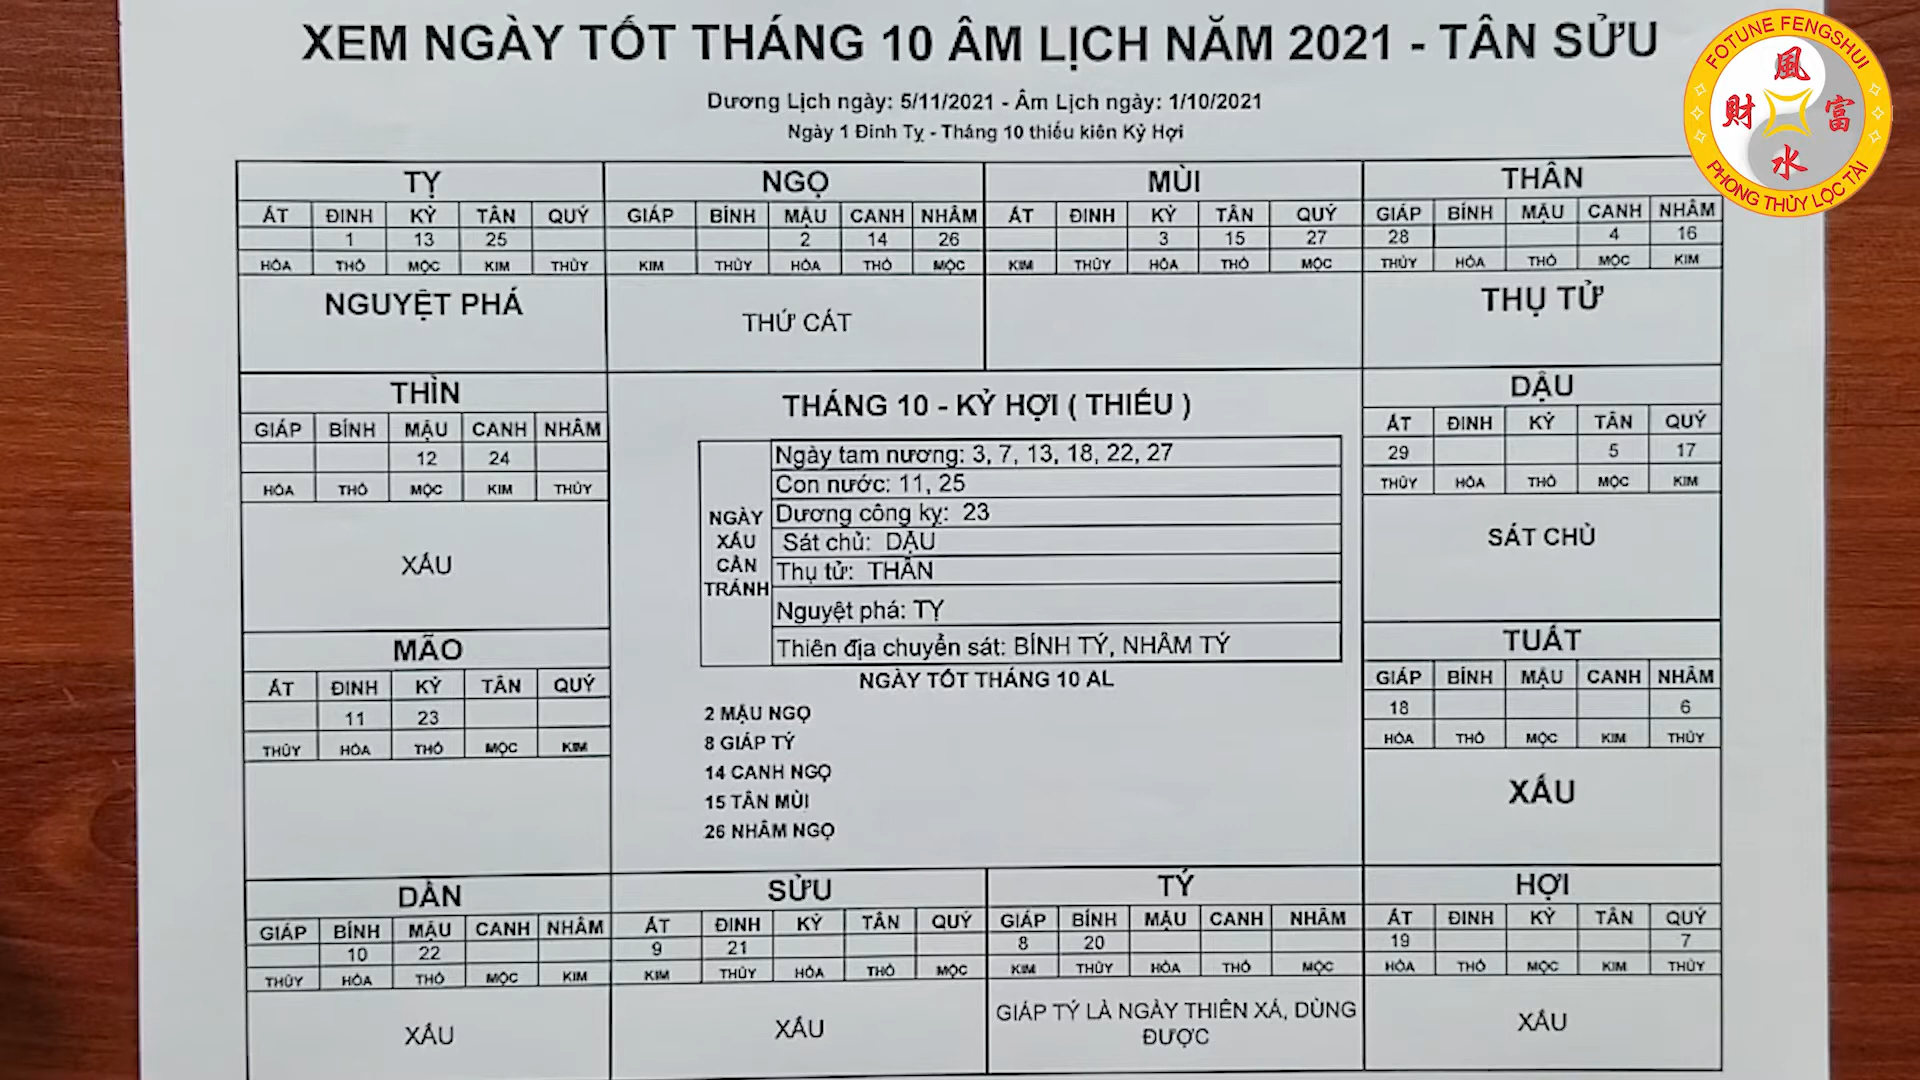 XEM NGÀY TỐT THÁNG 10 ÂM LỊCH NĂM 2021 - TÂN SỬU
Dương Lịch ngày: 5/11/2021 - Âm Lịch ngày: 1/10/2021
Ngày 1 Đinh Tỵ - Tháng 10 thiếu kiên Kỷ Hợi
FOTUNE FENGSHUI
風
財 富
水
PHONG THỦY LỘC TÀI
TỴ
ẤT ĐINH KỶ TÂN QUÝ
1 13 25
HỎA THỔ MỘC KIM THỦY
NGUYỆT PHÁ
NGỌ
GIÁP BÍNH MẬU CANH NHÂM
2 14 26
KIM THỦY HỎA THỔ MỘC
THỨ CÁT
MÙI
ẤT ĐINH KỶ TÂN QUÝ
3 15 27
KIM THỦY HỎA THỔ MỘC
THÂN
GIÁP BÍNH MẬU CANH NHÂM
28 4 16
THỦY HỎA THỔ MỘC KIM
THỤ TỬ
THÌN
GIÁP BÍNH MẬU CANH NHÂM
12 24
HỎA THỔ MỘC KIM THỦY
XẤU
THÁNG 10 - KỶ HỢI ( THIẾU )
NGÀY
XẤU
CẦN
TRÁNH
Ngày tam nương: 3, 7, 13, 18, 22, 27
Con nước: 11, 25
Dương công kỵ: 23
Sát chủ: DẬU
Thụ tử: THÂN
Nguyệt phá: TỴ
Thiên địa chuyển sát: BÍNH TÝ, NHÂM TÝ
NGÀY TỐT THÁNG 10 AL
2 MẬU NGỌ
8 GIÁP TÝ
14 CANH NGỌ
15 TÂN MÙI
26 NHÂM NGỌ
DẬU
ẤT ĐINH KỶ TÂN QUÝ
29 5 17
THỦY HỎA THỔ MỘC KIM
SÁT CHỦ
MÃO
ẤT ĐINH KỶ TÂN QUÝ
11 23
THỦY HỎA THỔ MỘC KIM
TUẤT
GIÁP BÍNH MẬU CANH NHÂM
18 6
HỎA THỔ MỘC KIM THỦY
XẤU
DẦN
GIÁP BÍNH MẬU CANH NHÂM
10 22
THỦY HỎA THỔ MỘC KIM
XẤU
SỬU
ẤT ĐINH KỶ TÂN QUÝ
9 21
KIM THỦY HỎA THỔ MỘC
XẤU
TÝ
GIÁP BÍNH MẬU CANH NHÂM
8 20
KIM THỦY HỎA THỔ MỘC
GIÁP TÝ LÀ NGÀY THIÊN XÁ, DÙNG
ĐƯỢC
HỢI
ẤT ĐINH KỶ TÂN QUÝ
19 7
HỎA THỔ MỘC KIM THỦY
XẤU